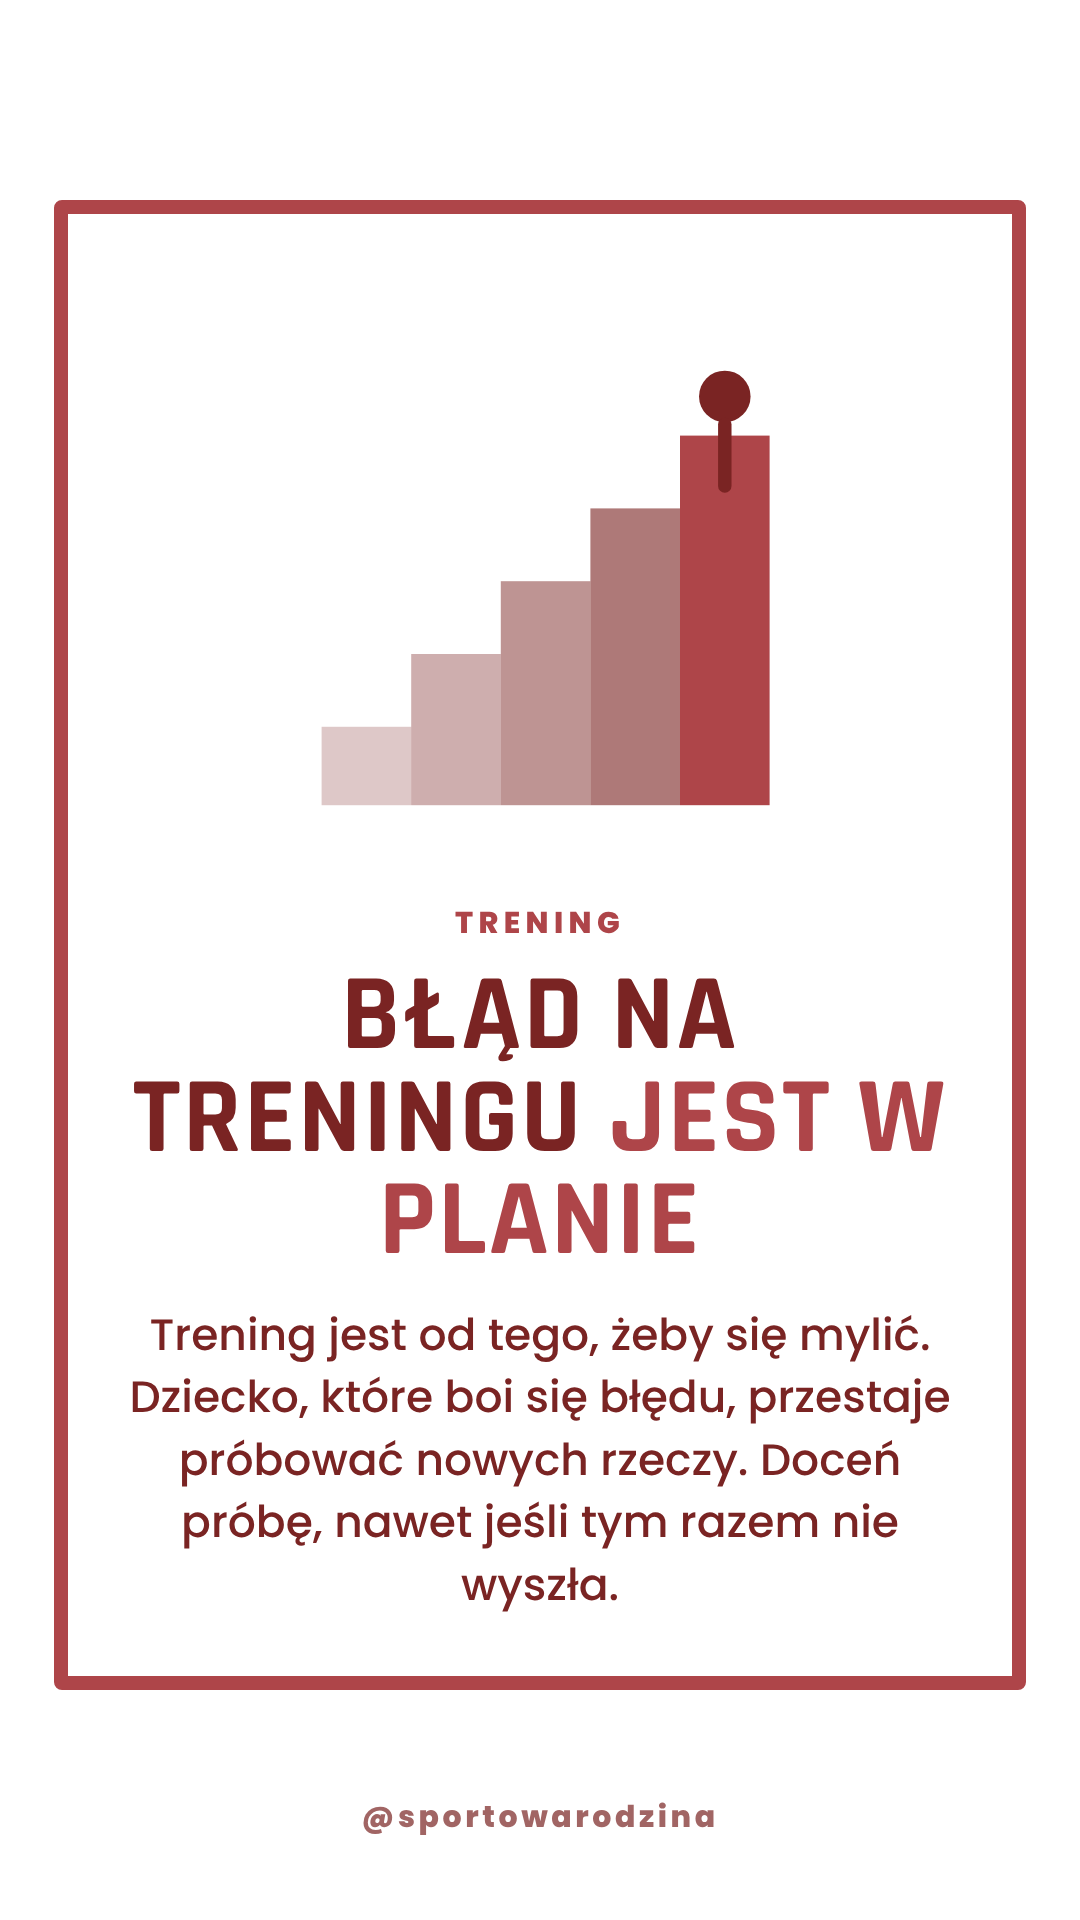 TRENING
BŁĄD NA
TRENINGU JEST W
PLANIE
Trening jest od tego, żeby się mylić.
Dziecko, które boi się błędu, przestaje
próbować nowych rzeczy. Doceń
próbę, nawet jeśli tym razem nie
wyszła.
@sportowarodzina